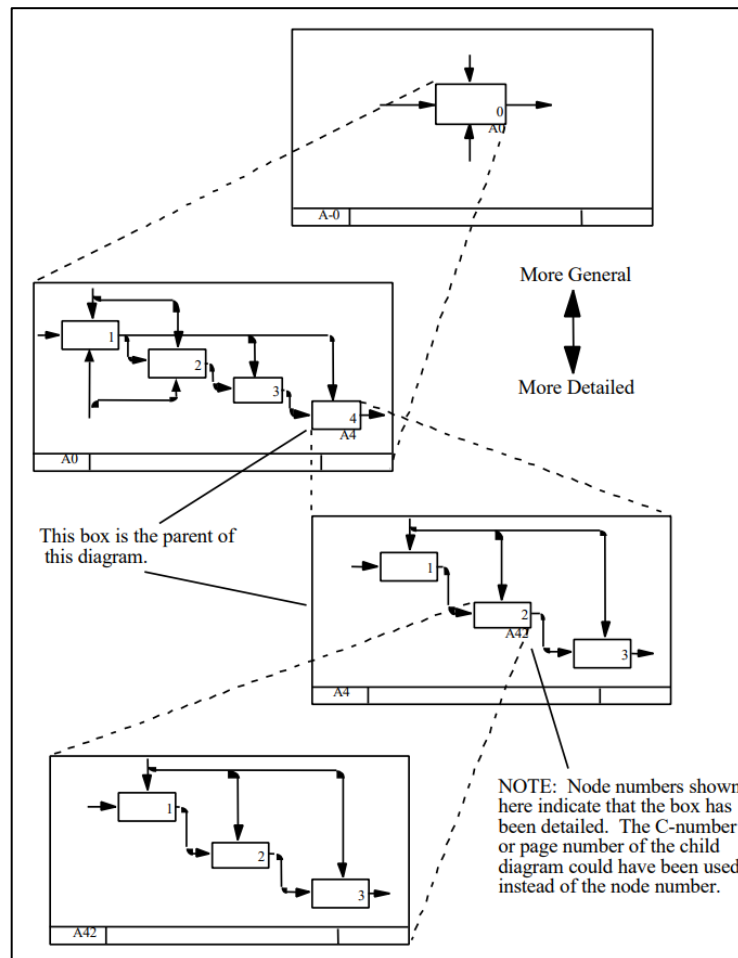 0
A0
A-0
More General
More Detailed
1
2
3
4
A4
A0
This box is the parent of
this diagram.
1
2
A42
3
A4
NOTE: Node numbers shown
here indicate that the box has
been detailed. The C-number
or page number of the child
diagram could have been used
instead of the node number.
1
2
3
A42